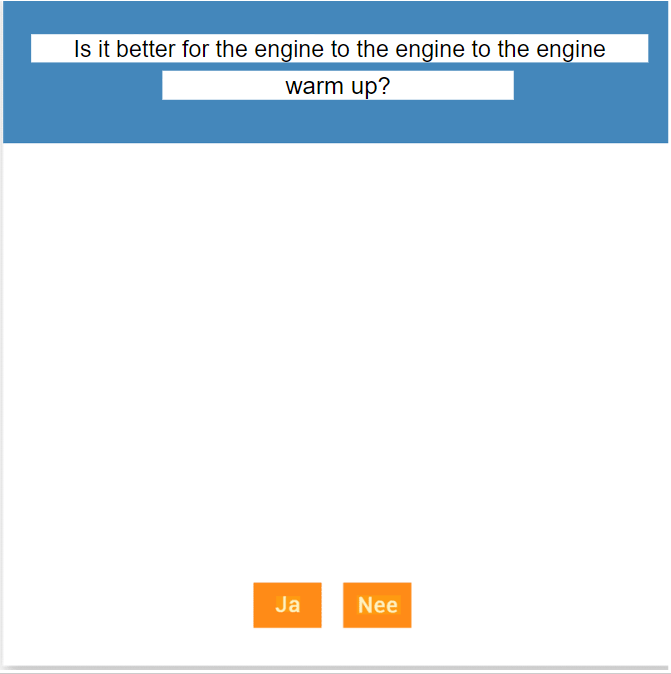 Is it better for the engine to the engine to the engine
warm up?
Ja
Nee